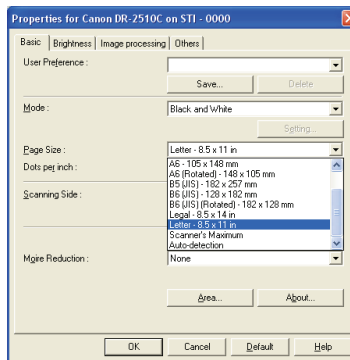 Properties for Canon DR-2510C on STI - 0000
Basic Brightness Image processing Others
User Preference :
Save... Delete
Mode : Black and White
Setting...
Page Size : Letter - 8.5 x 11 in
Dots per inch :
A6 - 105 x 148 mm
A6 (Rotated) - 148 x 105 mm
B5 (JIS) - 182 x 257 mm
Scanning Side : B6 (JIS) - 128 x 182 mm
B6 (JIS) (Rotated) - 182 x 128 mm
Legal - 8.5 x 14 in
Letter - 8.5 x 11 in
Scanner's Maximum
Auto-detection
Moire Reduction : None
Area... About...
OK Cancel Default Help